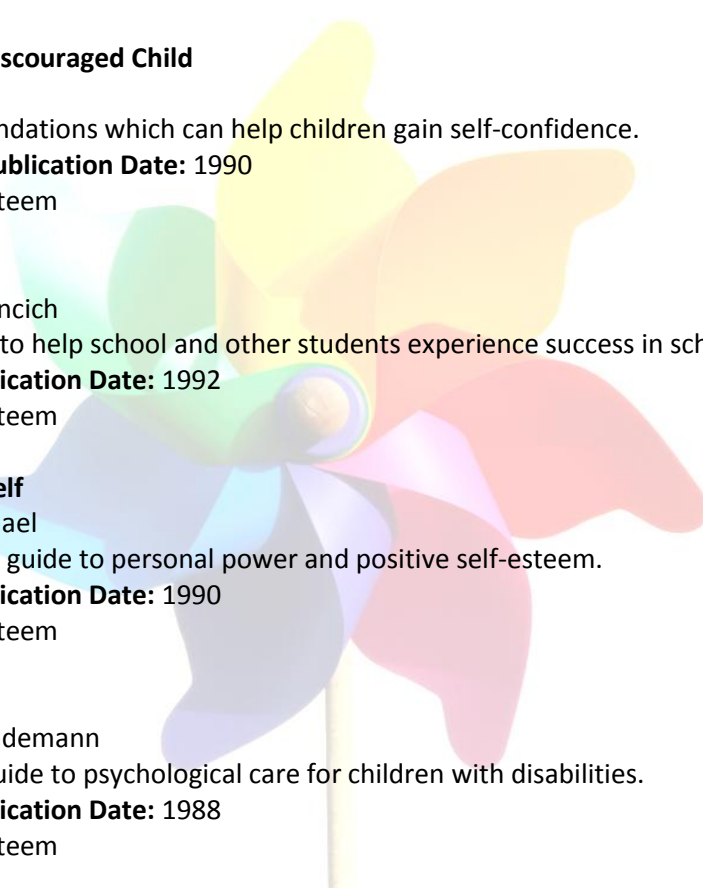 scouraged Child
ndations which can help children gain self-confidence.
ublication Date: 1990
teem
ncich
to help school and other students experience success in sch
ication Date: 1992
teem
elf
ael
guide to personal power and positive self-esteem.
ication Date: 1990
teem
demann
uide to psychological care for children with disabilities.
ication Date: 1988
teem